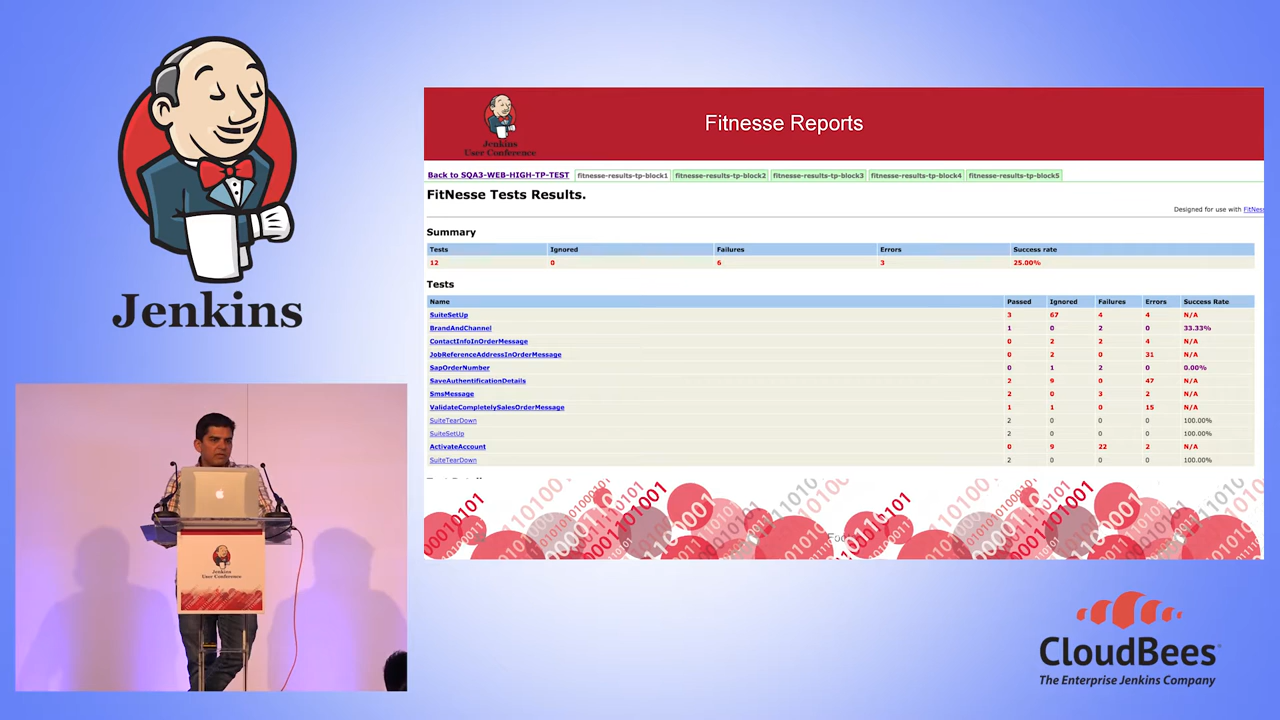 Jenkins
Jenkins
User Conference
Fitnesse Reports
Back to SQA3-WEB-HIGH-TP-TEST fitnesse-results-tp-block1 fitnesse-results-tp-block2 fitnesse-results-tp-block3 fitnesse-results-tp-block4 fitnesse-results-tp-block5
FitNesse Tests Results.
Designed for use with FitNess
Summary
Tests Ignored Failures Errors Success rate
12 0 6 3 25.00%
Tests
Name Passed Ignored Failures Errors Success Rate
SuiteSetUp 3 67 4 4 N/A
BrandAndChannel 1 0 2 0 33.33%
ContactInfoInOrderMessage 0 2 2 4 N/A
JobReferenceAddressInOrderMessage 0 2 0 31 N/A
SapOrderNumber 0 1 2 0 0.00%
SaveAuthentificationDetails 2 9 0 47 N/A
SmsMessage 2 0 3 2 N/A
ValidateCompletelySalesOrderMessage 1 1 0 15 N/A
SuiteTearDown 2 0 0 0 100.00%
SuiteSetUp 2 0 0 0 100.00%
ActivateAccount 0 9 22 2 N/A
SuiteTearDown 2 0 0 0 100.00%
Jenkins
User Conference
CloudBees
The Enterprise Jenkins Company